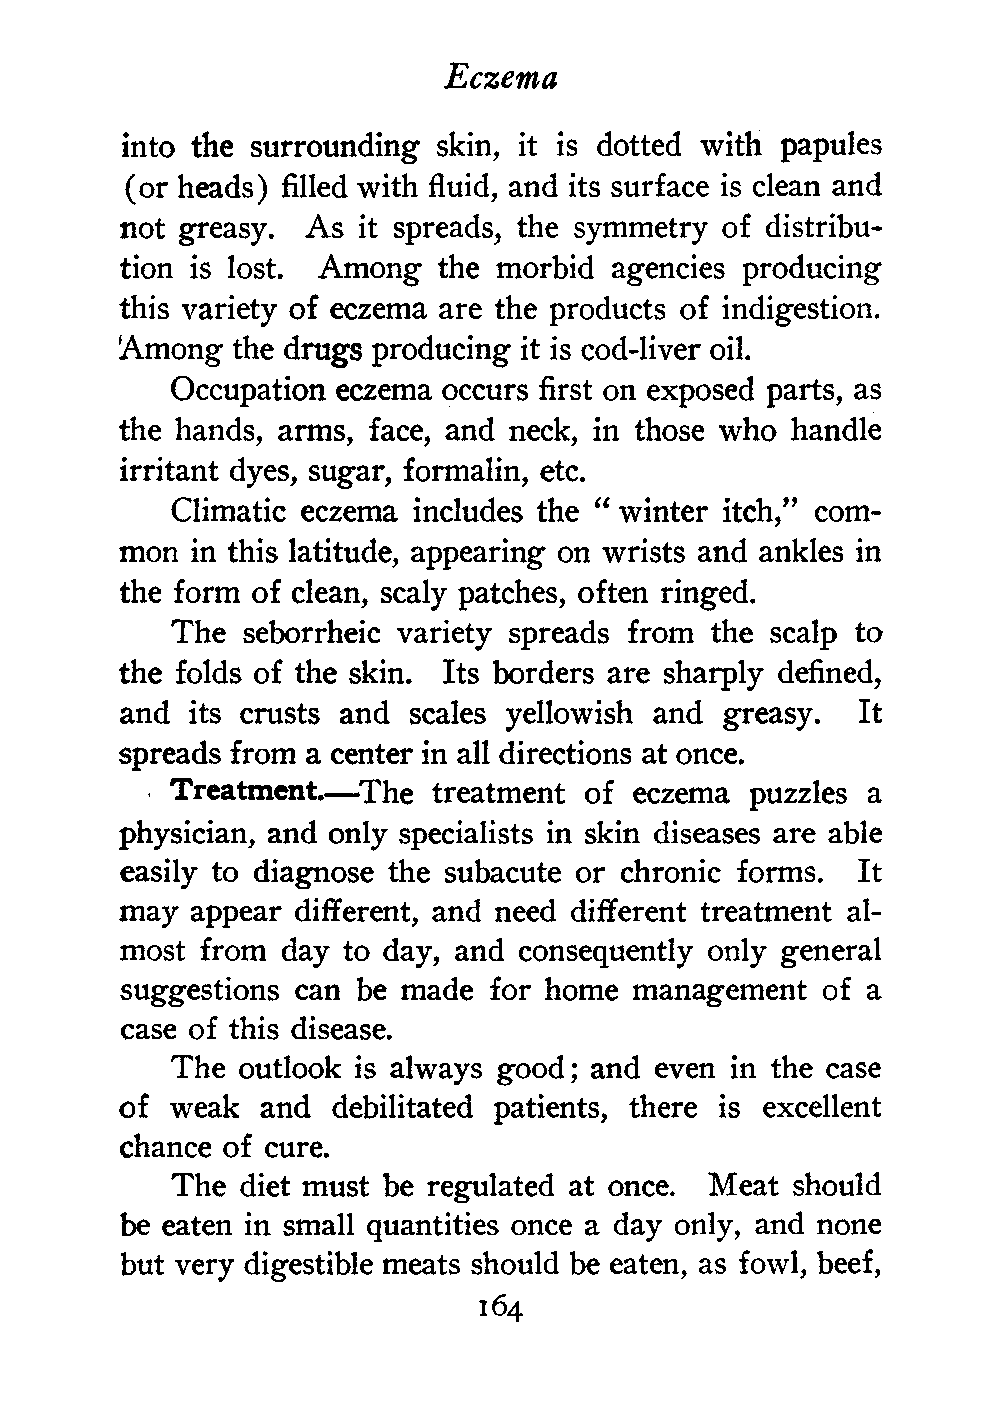 Eczema
into the surrounding skin, it is dotted with papules
(or heads) filled with fluid, and its surface is clean and
not greasy. As it spreads, the symmetry of distribu-
tion is lost. Among the morbid agencies producing
this variety of eczema are the products of indigestion.
'Among the drugs producing it is cod-liver oil.
Occupation eczema occurs first on exposed parts, as
the hands, arms, face, and neck, in those who handle
irritant dyes, sugar, formalin, etc.
Climatic eczema includes the “ winter itch,” com-
mon in this latitude, appearing on wrists and ankles in
the form of clean, scaly patches, often ringed.
The seborrheic variety spreads from the scalp to
the folds of the skin. Its borders are sharply defined,
and its crusts and scales yellowish and greasy. It
spreads from a center in all directions at once.
Treatment.—The treatment of eczema puzzles a
physician, and only specialists in skin diseases are able
easily to diagnose the subacute or chronic forms. It
may appear different, and need different treatment al-
most from day to day, and consequently only general
suggestions can be made for home management of a
case of this disease.
The outlook is always good; and even in the case
of weak and debilitated patients, there is excellent
chance of cure.
The diet must be regulated at once. Meat should
be eaten in small quantities once a day only, and none
but very digestible meats should be eaten, as fowl, beef,
164